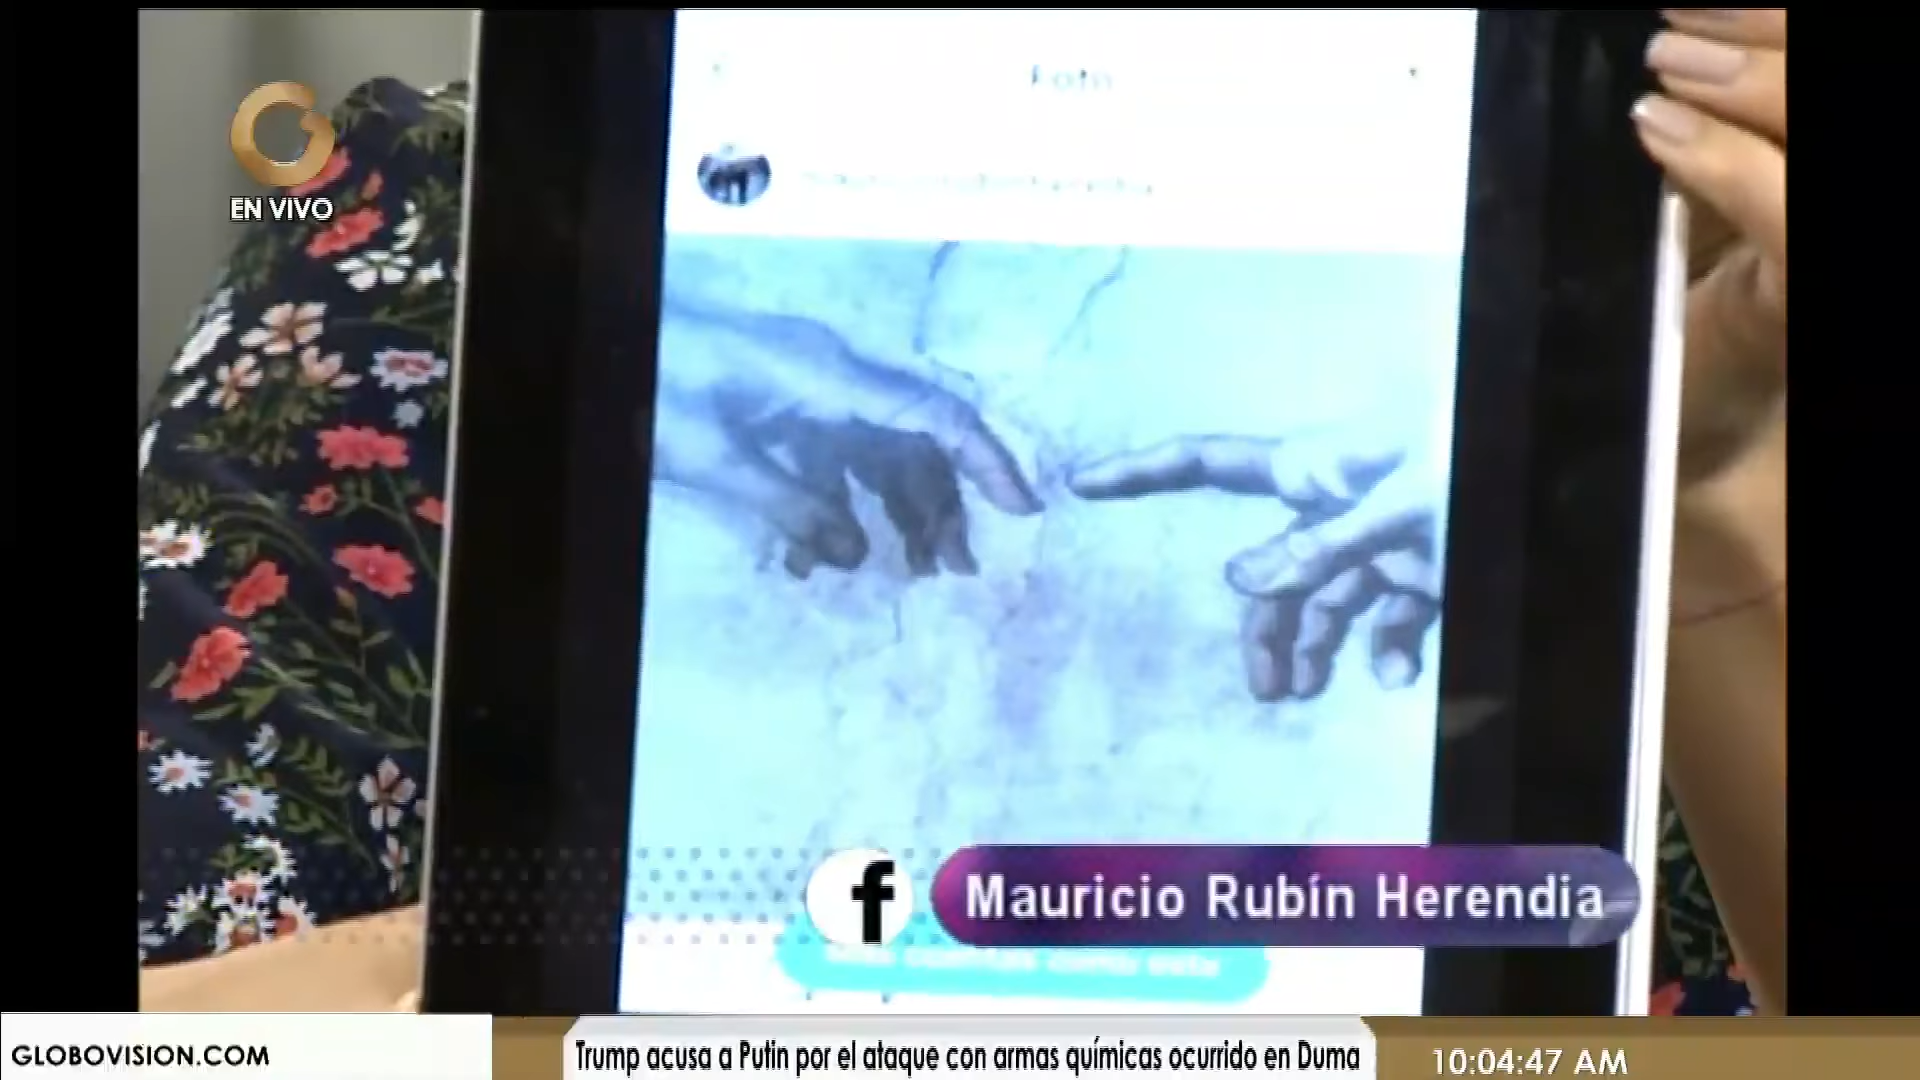 Foto
EN VIVO
f
Mauricio Rubín Herendia
GLOBOVISION.COM
Trump acusa a Putin por el ataque con armas químicas ocurrido en Duma
10:04:47 AM